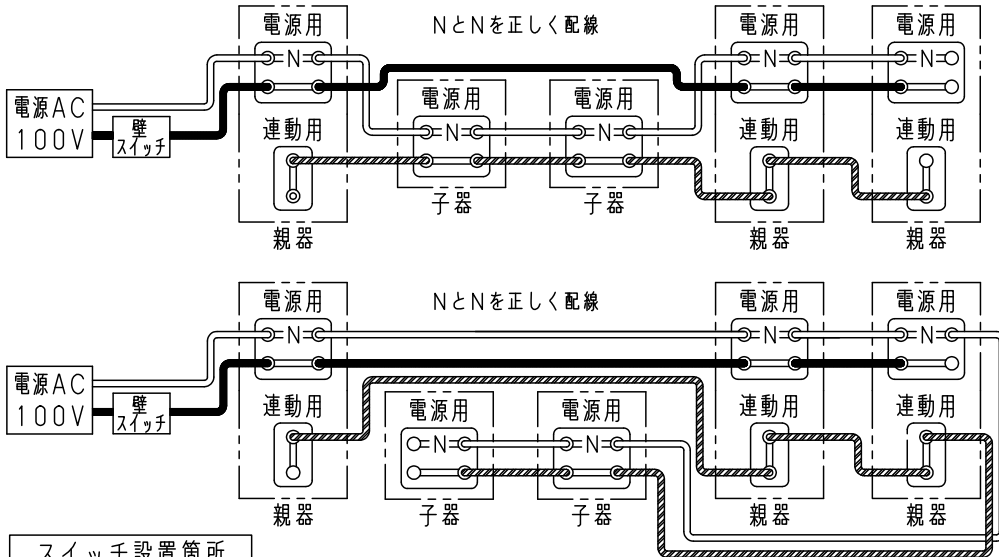 電源用 NとNを正しく配線 電源用 電源用
N N N
電源用 電源用
電源AC
100V
壁
スイッチ
連動用 N N 連動用 連動用
子器 子器
親器 親器 親器
電源用 NとNを正しく配線 電源用 電源用
N N N
電源AC
100V
壁
スイッチ
連動用 電源用 電源用 連動用 連動用
N N
親器 子器 子器 親器 親器
スイッチ設置箇所